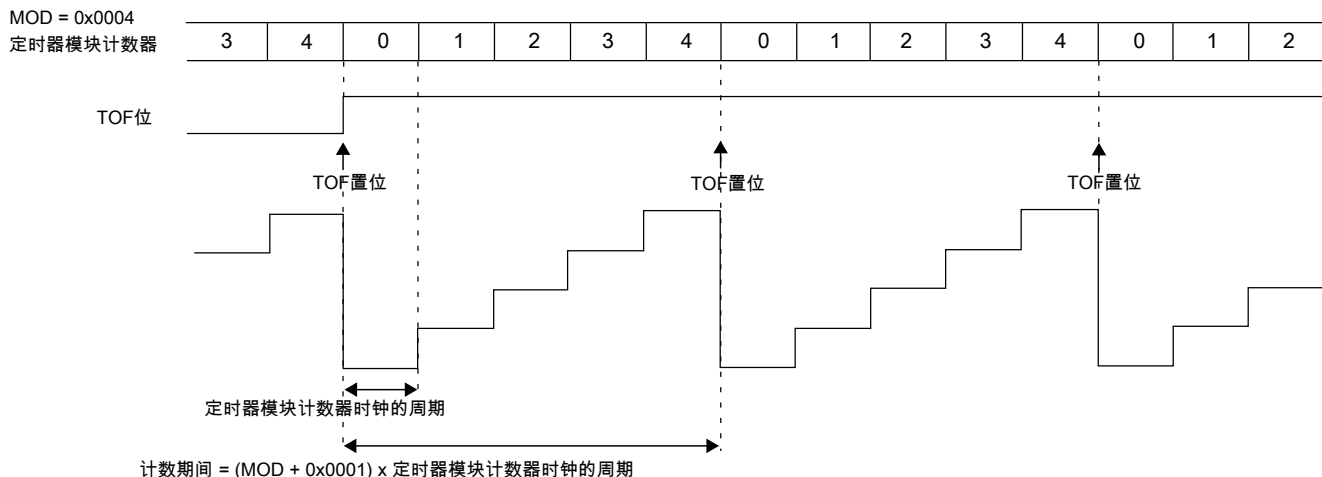 MOD = 0x0004
定时器模块计数器 3 4 0 1 2 3 4 0 1 2 3 4 0 1 2
TOF位
TOF置位 TOF置位 TOF置位
定时器模块计数器时钟的周期
计数期间 = (MOD + 0x0001) x 定时器模块计数器时钟的周期